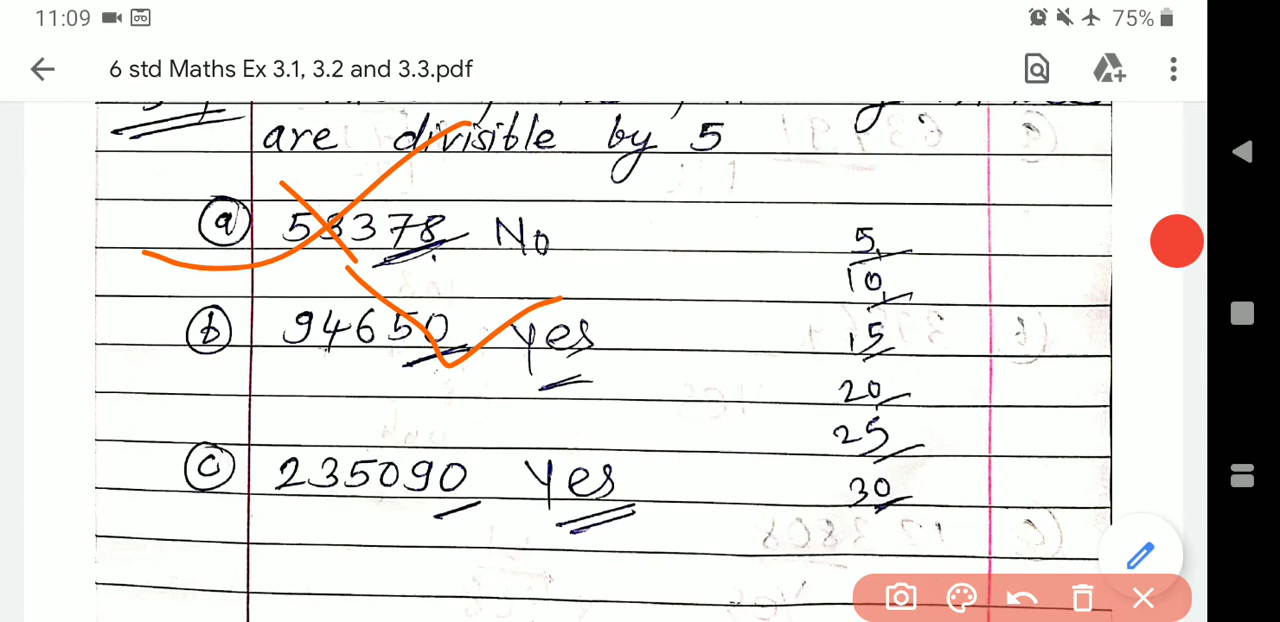 11:09 75%
6 std Maths Ex 3.1, 3.2 and 3.3.pdf
are divisible by 5
(a) 53378 No
(b) 94650 Yes
(c) 235090 Yes
5
10
15
20
25
30